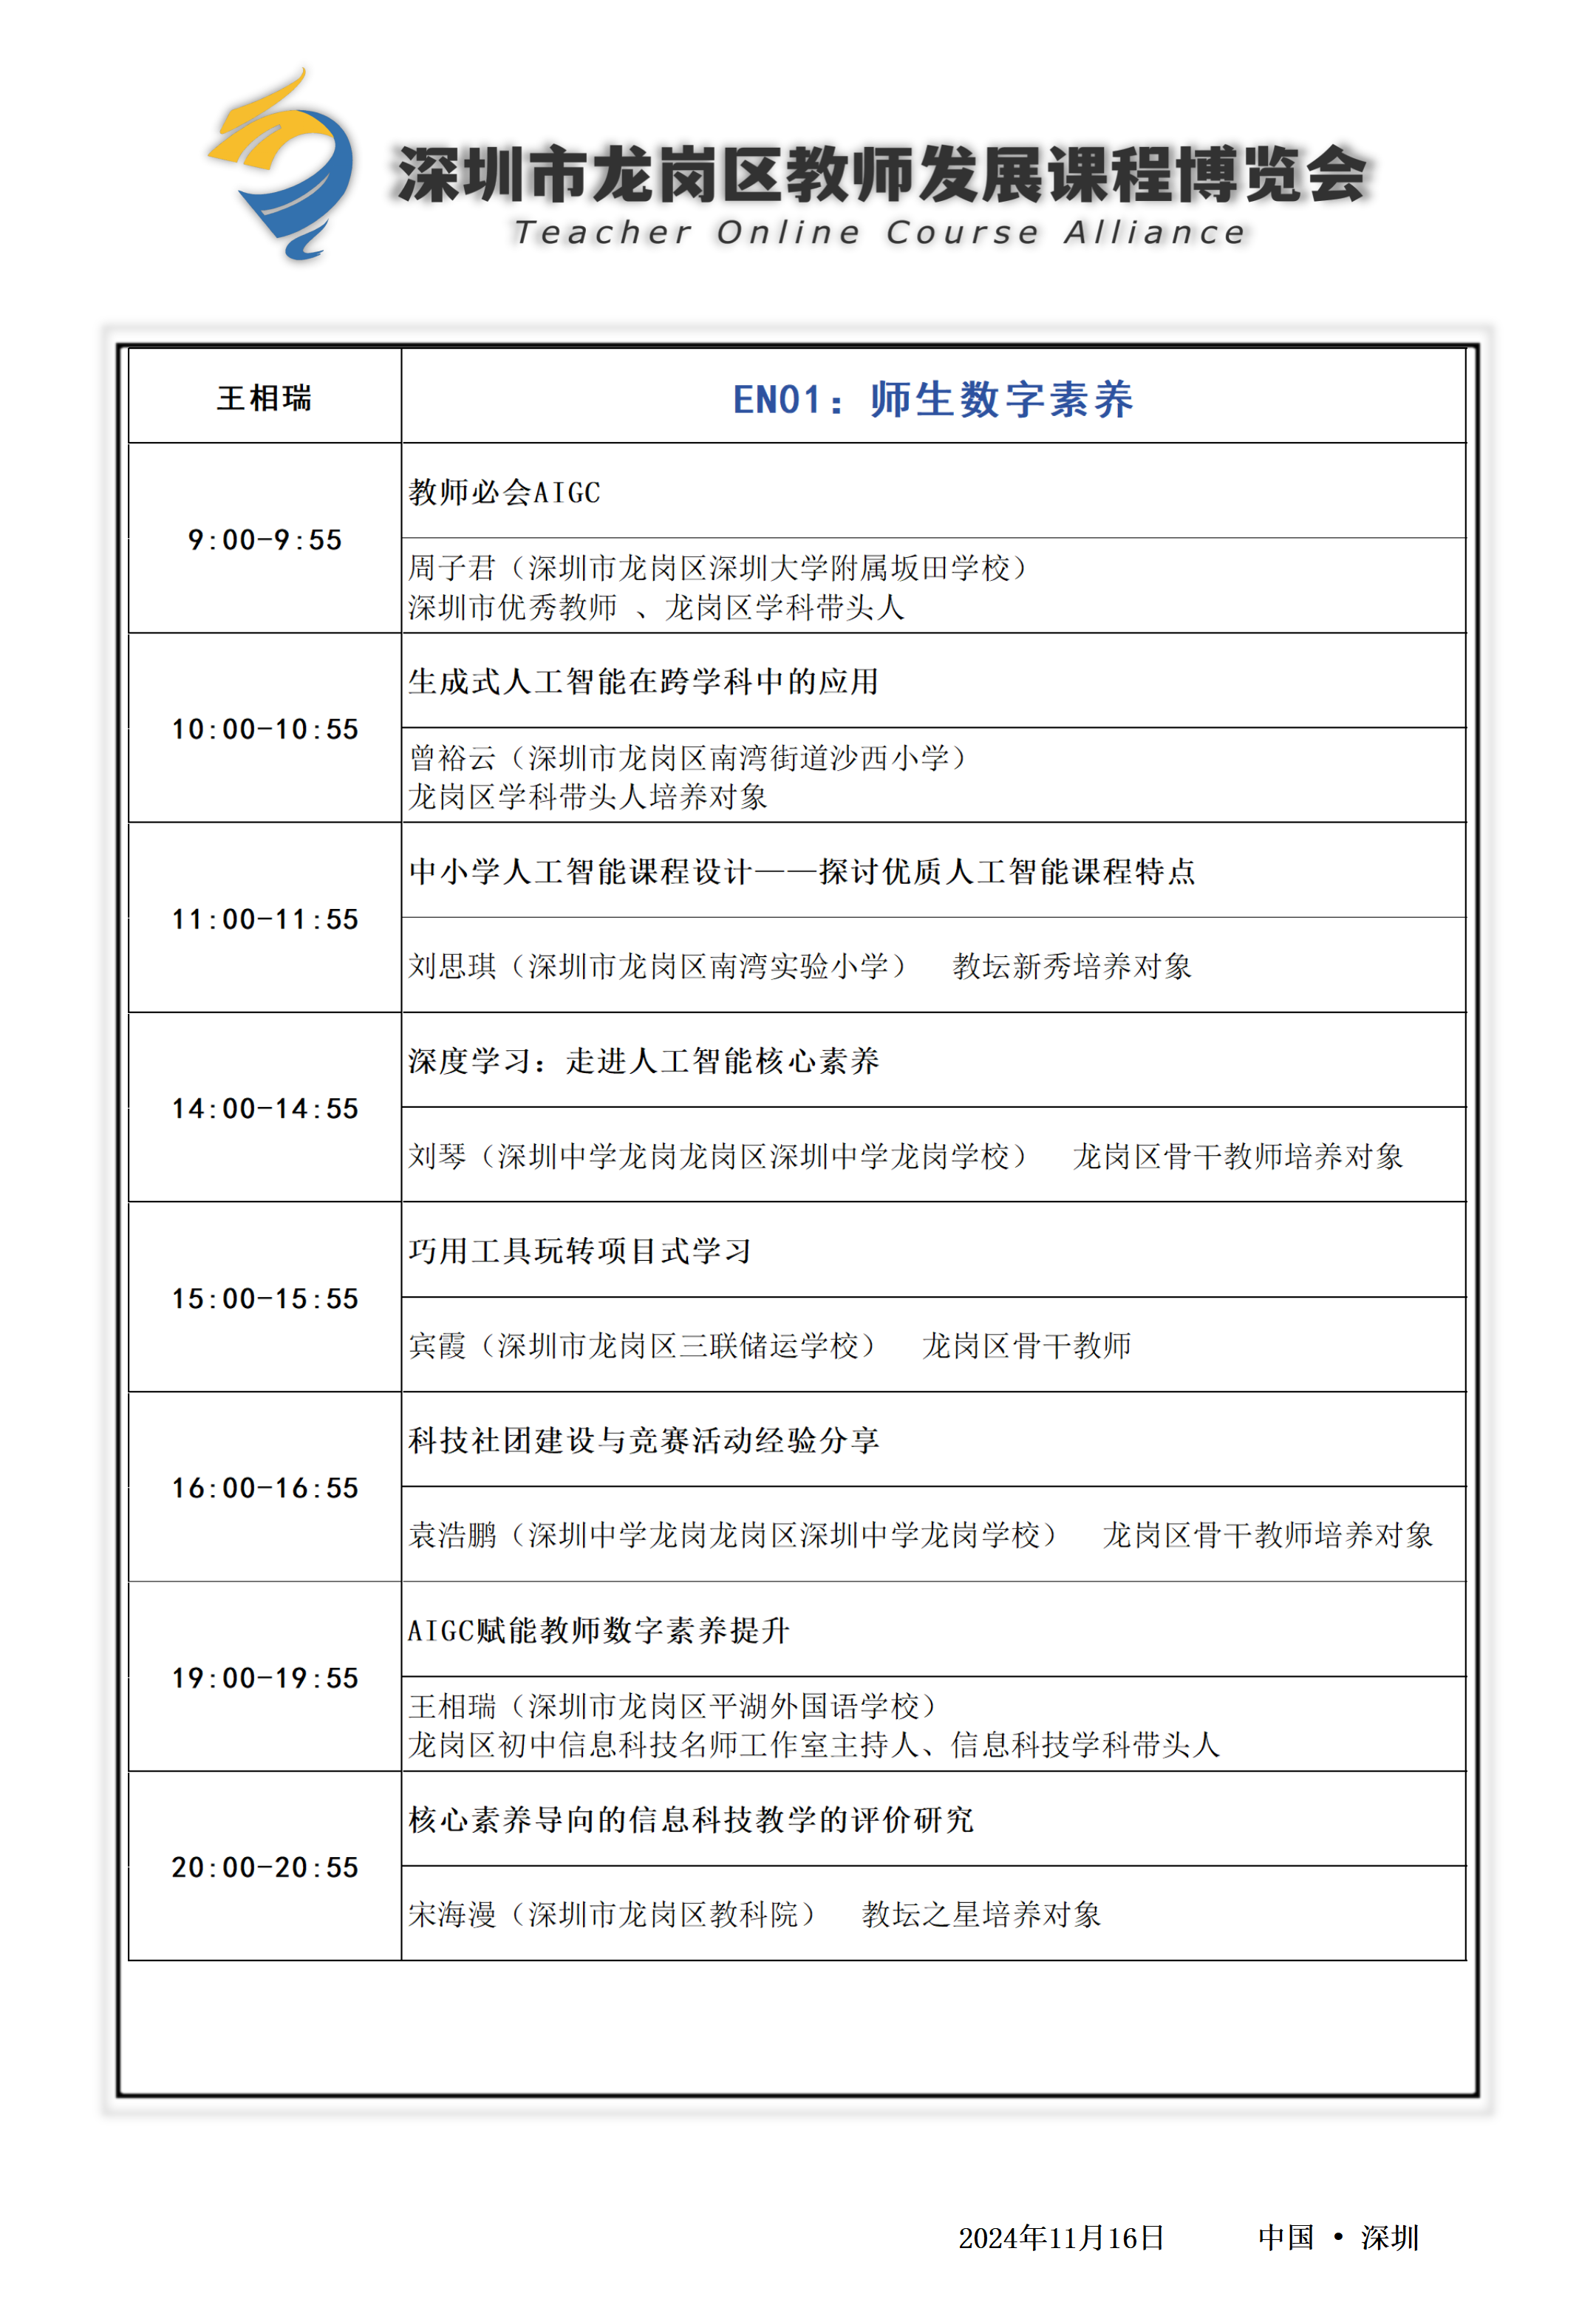 深圳市龙岗区教师发展课程博览会
Teacher Online Course Alliance
王相瑞
EN01：师生数字素养
9:00-9:55
教师必会AIGC
周子君（深圳市龙岗区深圳大学附属坂田学校）
深圳市优秀教师 、龙岗区学科带头人
10:00-10:55
生成式人工智能在跨学科中的应用
曾裕云（深圳市龙岗区南湾街道沙西小学）
龙岗区学科带头人培养对象
11:00-11:55
中小学人工智能课程设计——探讨优质人工智能课程特点
刘思琪（深圳市龙岗区南湾实验小学） 教坛新秀培养对象
14:00-14:55
深度学习：走进人工智能核心素养
刘琴（深圳中学龙岗龙岗区深圳中学龙岗学校） 龙岗区骨干教师培养对象
15:00-15:55
巧用工具玩转项目式学习
宾霞（深圳市龙岗区三联储运学校） 龙岗区骨干教师
16:00-16:55
科技社团建设与竞赛活动经验分享
袁浩鹏（深圳中学龙岗龙岗区深圳中学龙岗学校） 龙岗区骨干教师培养对象
19:00-19:55
AIGC赋能教师数字素养提升
王相瑞（深圳市龙岗区平湖外国语学校）
龙岗区初中信息科技名师工作室主持人、信息科技学科带头人
20:00-20:55
核心素养导向的信息科技教学的评价研究
宋海漫（深圳市龙岗区教科院） 教坛之星培养对象
2024年11月16日 中国 • 深圳